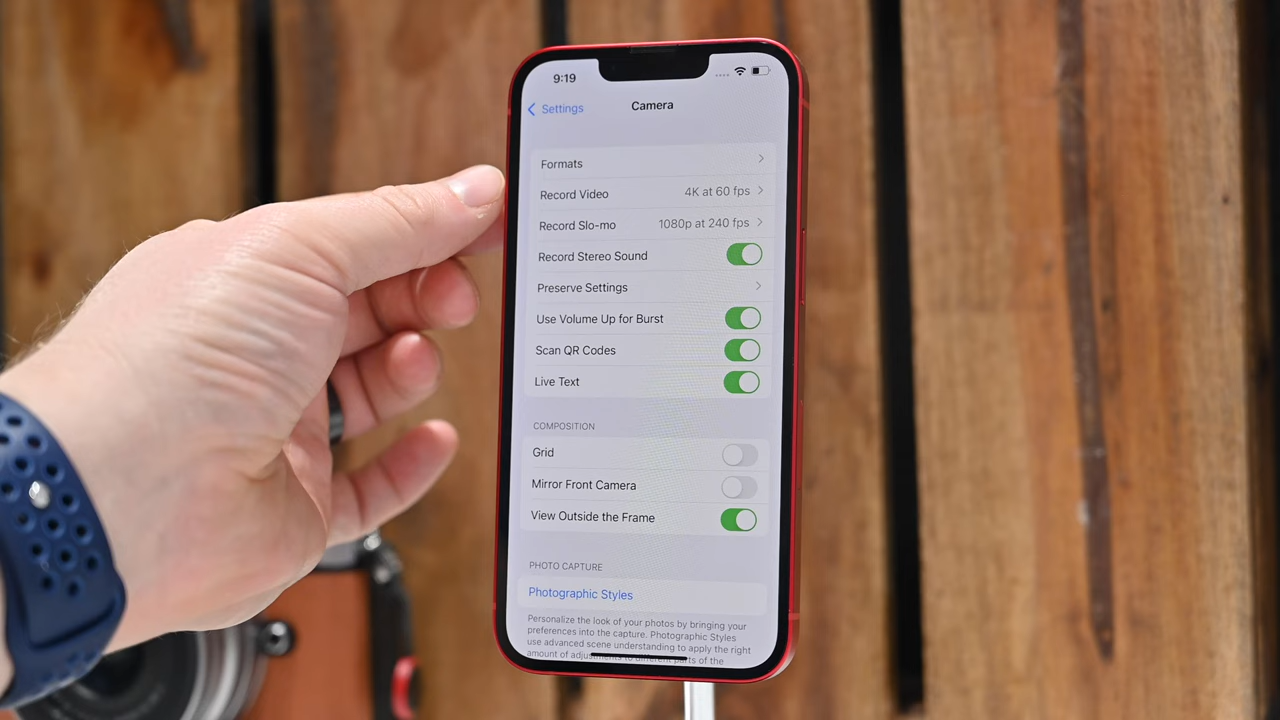 9:19
Settings
Camera
Formats
Record Video 4K at 60 fps
Record Slo-mo 1080p at 240 fps
Record Stereo Sound
Preserve Settings
Use Volume Up for Burst
Scan QR Codes
Live Text
COMPOSITION
Grid
Mirror Front Camera
View Outside the Frame
PHOTO CAPTURE
Photographic Styles
Personalize the look of your photos by bringing your
preferences into the capture. Photographic Styles
use advanced scene understanding to apply the right
amount of adjustments to different parts of the